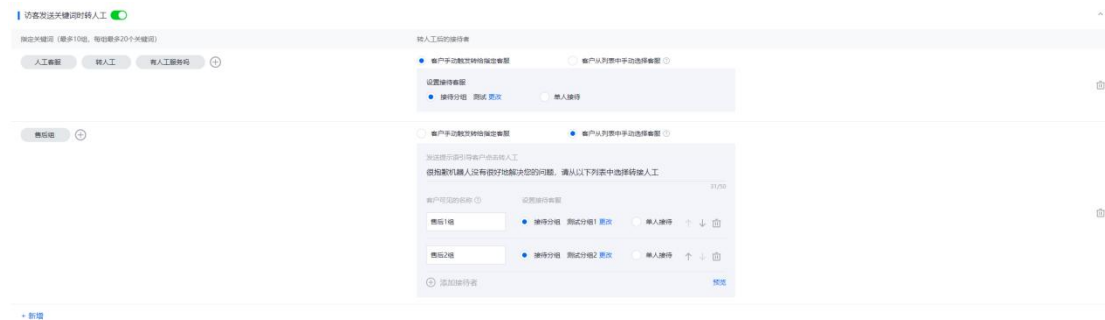 访客发送关键词时转人工
指定关键词（最多10组，每组最多20个关键词）
转人工后的接待者
人工客服 转人工 有人工服务吗
客户手动触发转给指定客服 客户从列表中手动选择客服
设置接待客服
接待分组 测试 更改 单人接待
售后组
客户手动触发转给指定客服 客户从列表中手动选择客服
发送提示语引导客户点击转人工
很抱歉机器人没有很好地解决您的问题，请从以下列表中选择转接人工
31/50
客户可见的名称 设置接待客服
售后1组 接待分组 测试分组1 更改 单人接待
售后2组 接待分组 测试分组2 更改 单人接待
添加接待者 预览
+ 新增